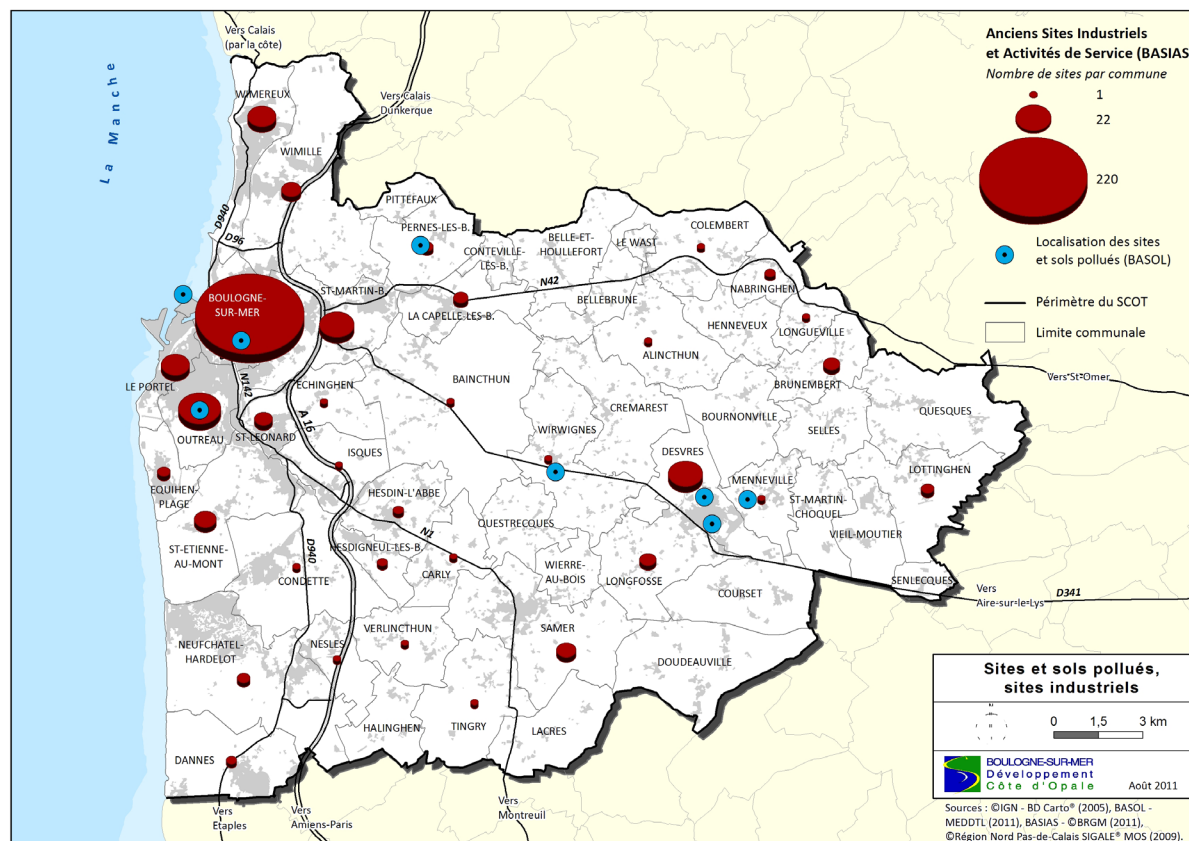 Vers Calais
(par la côte)
La Manche
WIMEREUX
Vers Calais
Dunkerque
WIMILLE
D940
D96
PITTEFAUX
PERNES-LES-B.
CONTEVILLE-
LES-B.
BELLE-ET-
HOULLEFORT
LE WAST
COLEMBERT
ST-MARTIN-B.
N42
NABRINGHEN
BOULOGNE-
SUR-MER
LA CAPELLE-LES-B.
BELLEBRUNE
HENNEVEUX
LONGUEVILLE
ALINCTHUN
LE PORTEL
N142
ECHINGHEN
A 16
BAINCTHUN
BRUNEMBERT
Vers St-Omer
CREMAREST
BOURNONVILLE
SELLES
QUESQUES
OUTREAU
ST-LEONARD
WIRWIGNES
ISQUES
DESVRES
MENNEVILLE
LOTTINGHEN
EQUIHEN-
PLAGE
HESDIN-L'ABBE
ST-MARTIN-
CHOQUEL
QUESTRECQUES
N1
VIEIL-MOUTIER
ST-ETIENNE-
AU-MONT
D940
HESDIGNEUL-LES-B.
CONDETTE
CARLY
WIERRE-
AU-BOIS
LONGFOSSE
COURSET
SENLECQUES
Vers
Aire-sur-le-Lys
D341
NEUFCHATEL-
HARDELOT
NESLES
VERLINCTHUN
SAMER
DOUDEAUVILLE
HALINGHEN
TINGRY
LACRES
DANNES
Vers
Etaples
Vers
Amiens-Paris
Vers
Montreuil
Anciens Sites Industriels
et Activités de Service (BASIAS
Nombre de sites par commune
1
22
220
Localisation des sites
et sols pollués (BASOL)
Périmètre du SCOT
Limite communale
Sites et sols pollués,
sites industriels
N
0 1,5 3 km
BOULOGNE-SUR-MER
Développement
Côte d'Opale
Août 2011
Sources : ©IGN - BD Carto® (2005), BASOL -
MEDDTL (2011), BASIAS - ©BRGM (2011),
©Région Nord Pas-de-Calais SIGALE® MOS (2009).